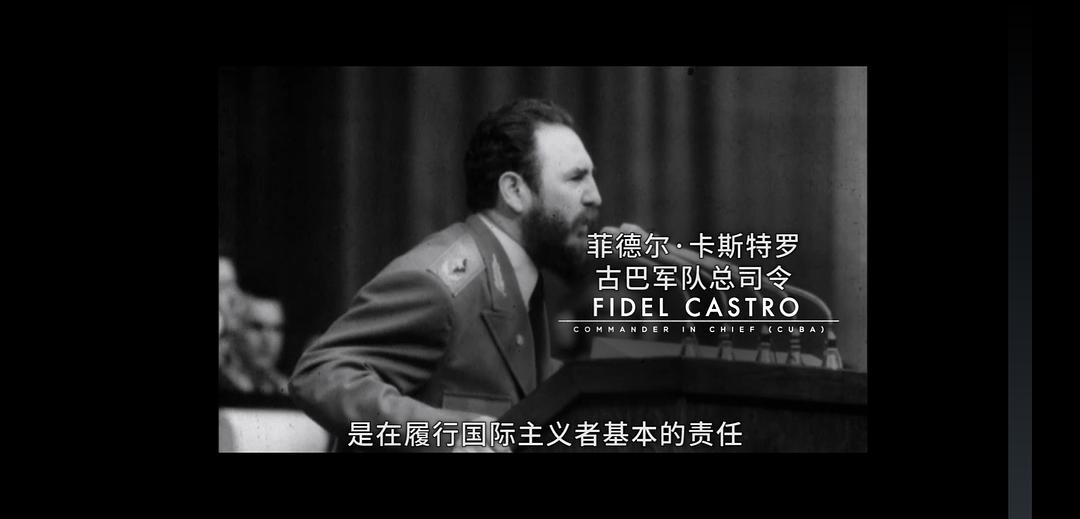 菲德尔·卡斯特罗
古巴军队总司令
FIDEL CASTRO
COMMANDER IN CHIEF (CUBA)
是在履行国际主义者基本的责任